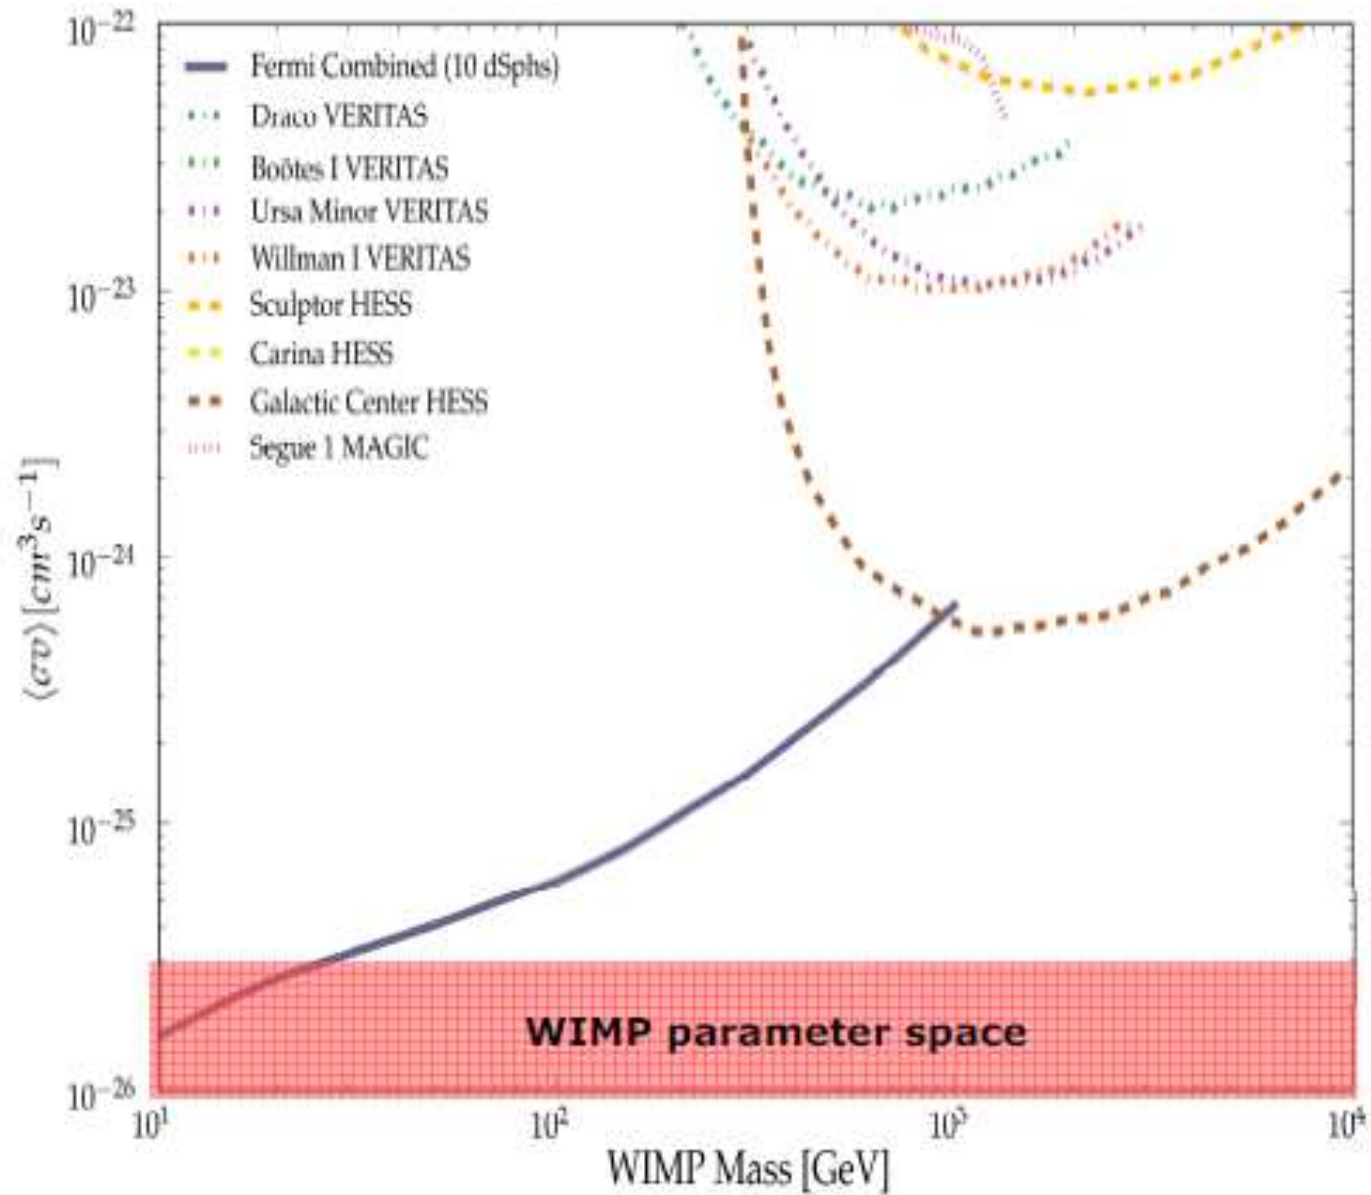 10−22
Fermi Combined (10 dSphs)
Draco VERITAS
Boötes I VERITAS
Ursa Minor VERITAS
Willman I VERITAS
10−23
Sculptor HESS
Carina HESS
Galactic Center HESS
Segue 1 MAGIC
⟨σv⟩ [cm³s−1]
10−24
10−25
WIMP parameter space
10−26
10¹ 10² 10³ 10⁴
WIMP Mass [GeV]